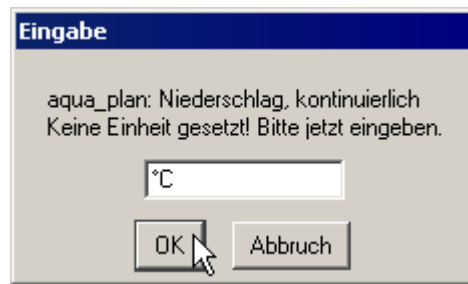 Eingabe
aqua_plan: Niederschlag, kontinuierlich
Keine Einheit gesetzt! Bitte jetzt eingeben.
°C
OK
Abbruch